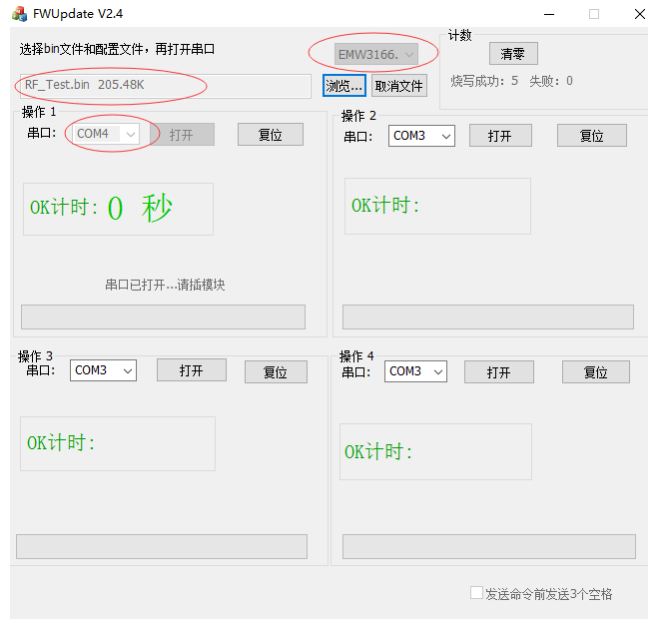 FWUpdate V2.4
选择bin文件和配置文件，再打开串口
EMW3166.
计数
清零
RF_Test.bin 205.48K
浏览...
取消文件
烧写成功: 5 失败: 0
操作 1
串口: COM4 打开 复位
OK计时: 0 秒
串口已打开...请插模块
操作 2
串口: COM3 打开 复位
OK计时:
操作 3
串口: COM3 打开 复位
OK计时:
操作 4
串口: COM3 打开 复位
OK计时:
发送命令前发送3个空格